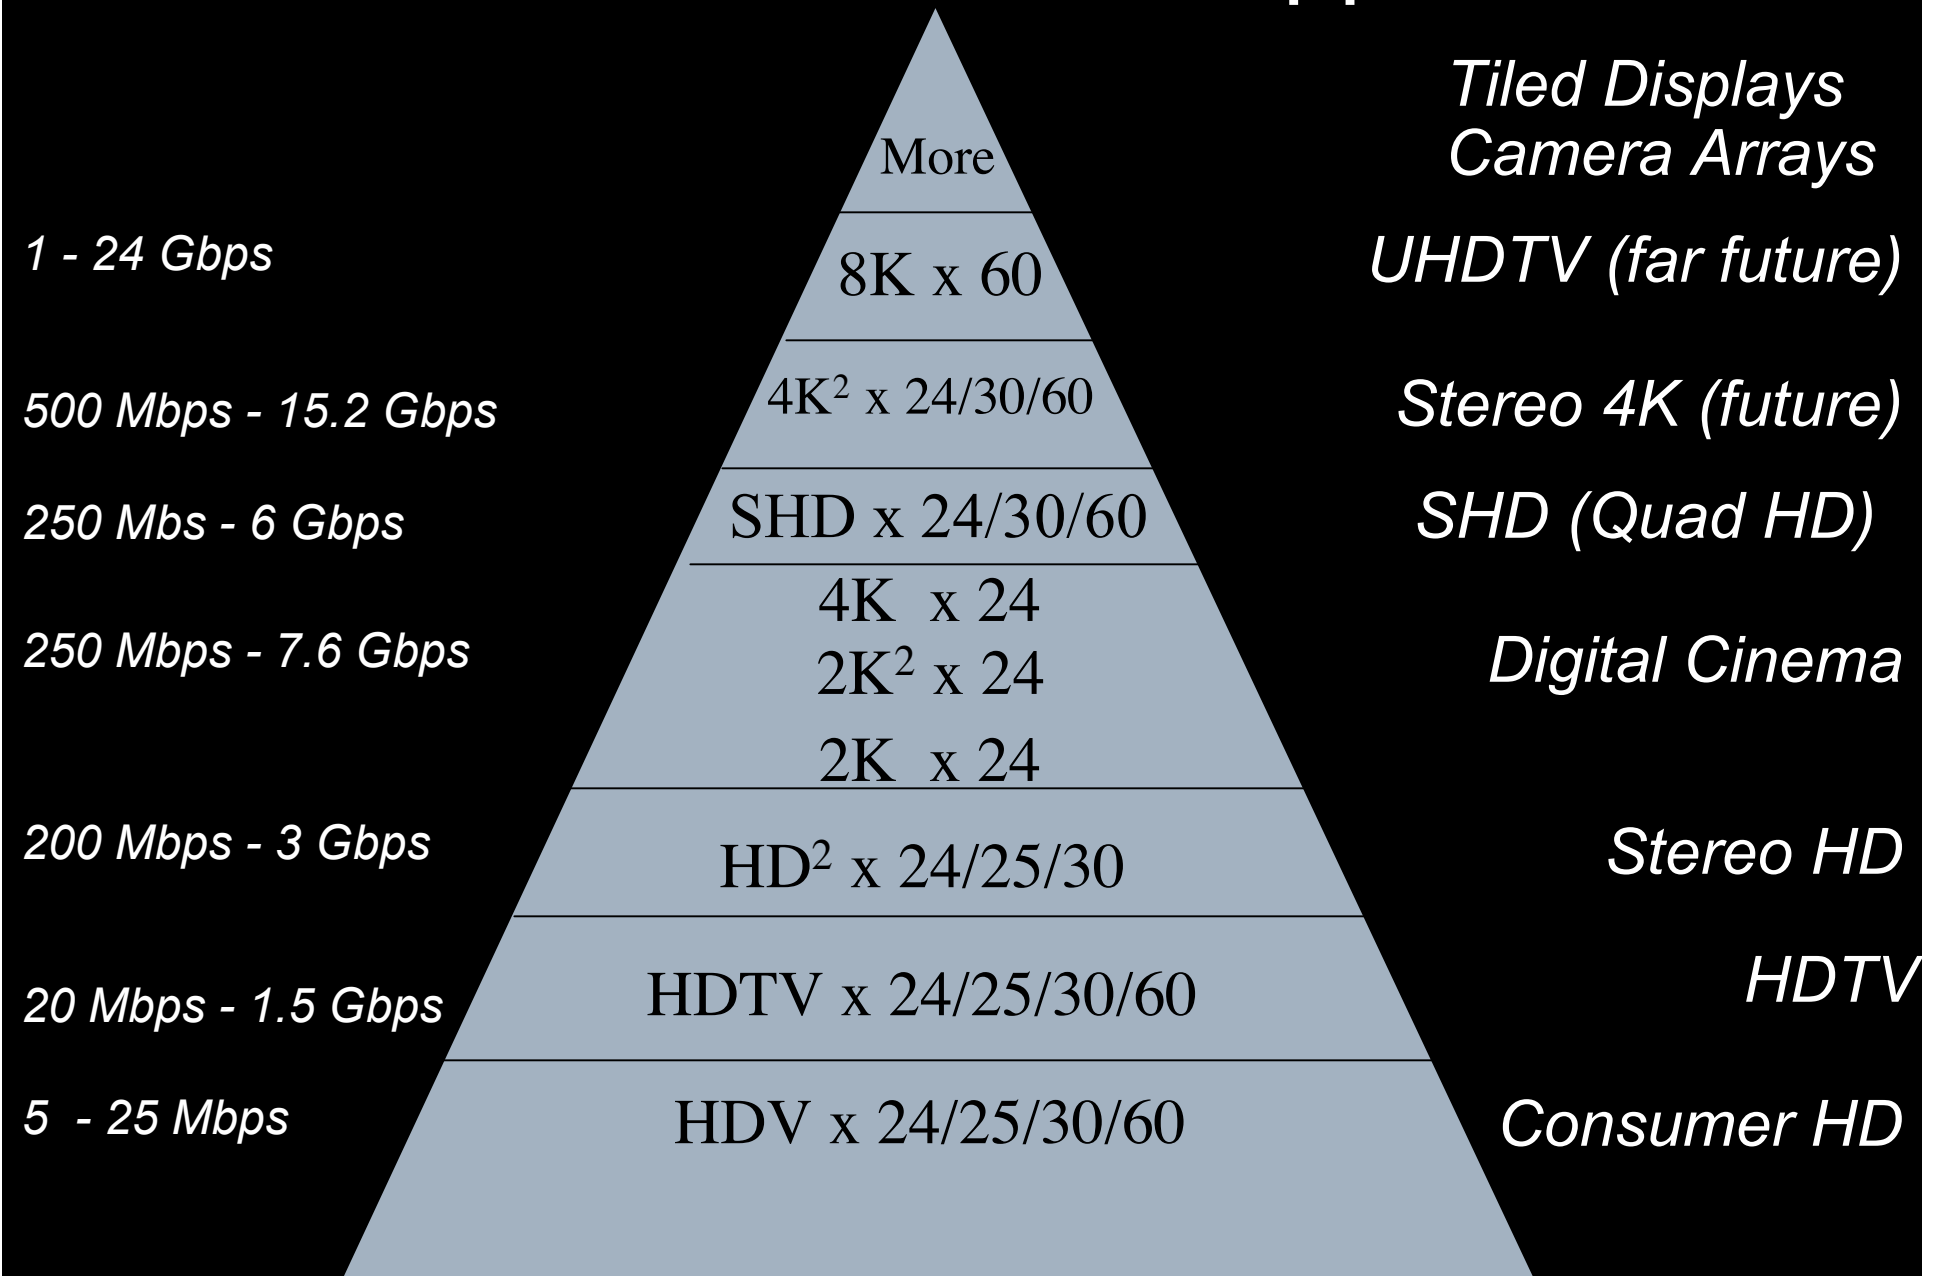 Tiled Displays
Camera Arrays
More
1 - 24 Gbps
8K x 60
UHDTV (far future)
500 Mbps - 15.2 Gbps
4K² x 24/30/60
Stereo 4K (future)
250 Mbs - 6 Gbps
SHD x 24/30/60
SHD (Quad HD)
4K x 24
250 Mbps - 7.6 Gbps
2K² x 24
Digital Cinema
2K x 24
200 Mbps - 3 Gbps
HD² x 24/25/30
Stereo HD
20 Mbps - 1.5 Gbps
HDTV x 24/25/30/60
HDTV
5 - 25 Mbps
HDV x 24/25/30/60
Consumer HD